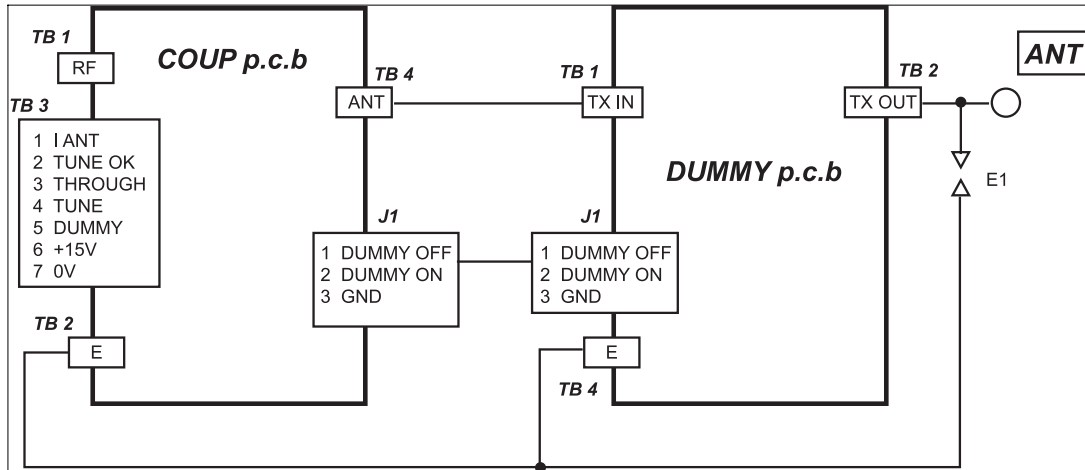 TB 1
COUP p.c.b
RF
TB 3
1 I ANT
2 TUNE OK
3 THROUGH
4 TUNE
5 DUMMY
6 +15V
7 0V
TB 2
E
TB 4
ANT
J1
1 DUMMY OFF
2 DUMMY ON
3 GND
TB 1
TX IN
DUMMY p.c.b
J1
1 DUMMY OFF
2 DUMMY ON
3 GND
E
TB 4
TB 2
TX OUT
ANT
E1